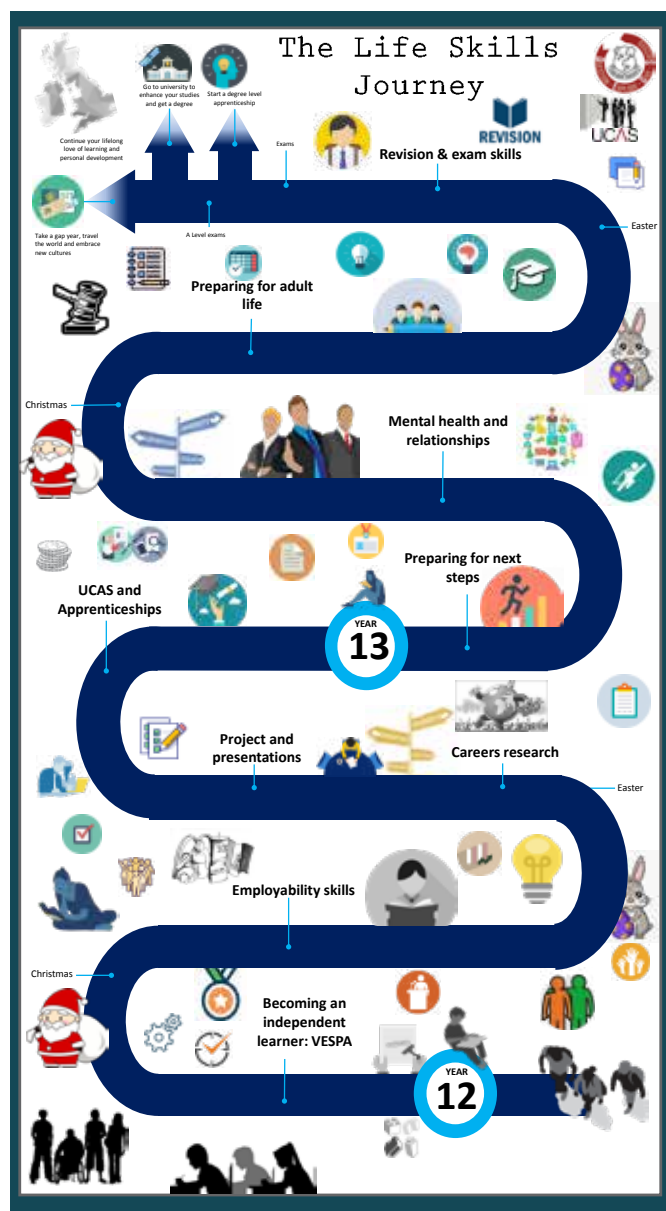 The Life Skills
Journey
Go to university to
enhance your studies
and get a degree
Start a degree level
apprenticeship
Continue your lifelong
love of learning and
personal development
Exams
REVISION
Revision & exam skills
UCAS
Take a gap year, travel
the world and embrace
new cultures
A Level exams
Easter
Preparing for adult
life
Christmas
Mental health and
relationships
Preparing for next
steps
UCAS and
Apprenticeships
YEAR
13
Project and
presentations
Careers research
Easter
Employability skills
Christmas
Becoming an
independent
learner: VESPA
YEAR
12